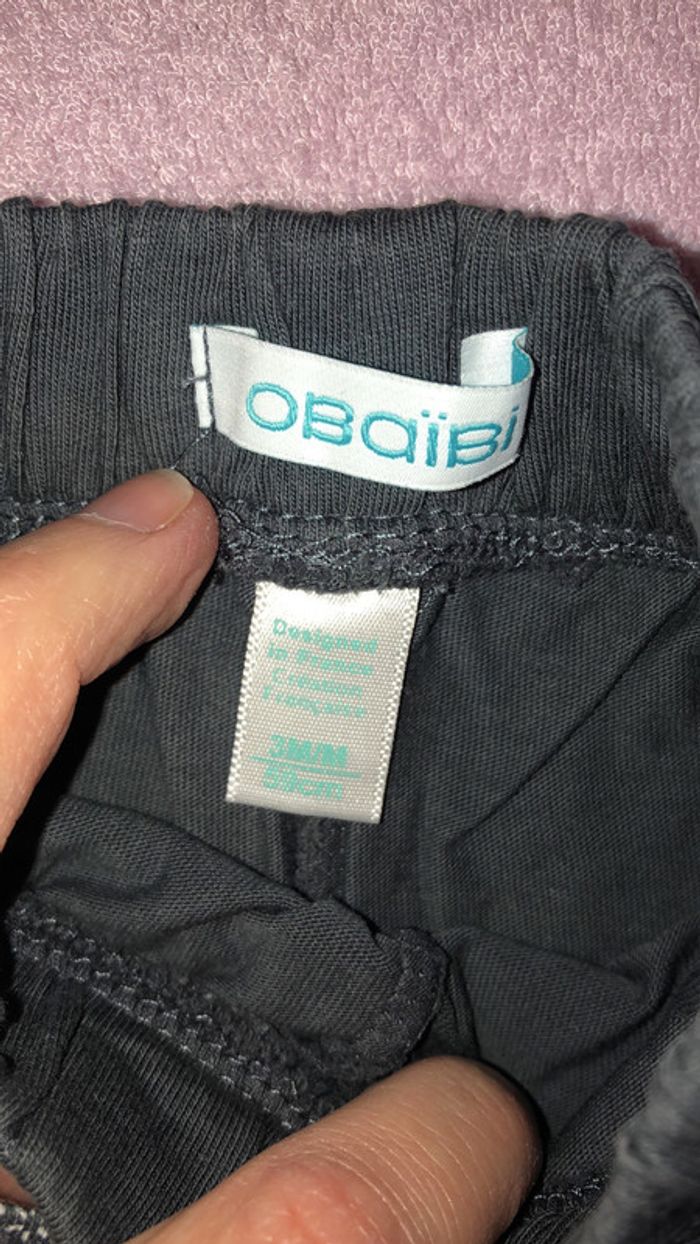 OBaïBi
Designed
in France
Création
Française
3M/M
59cm